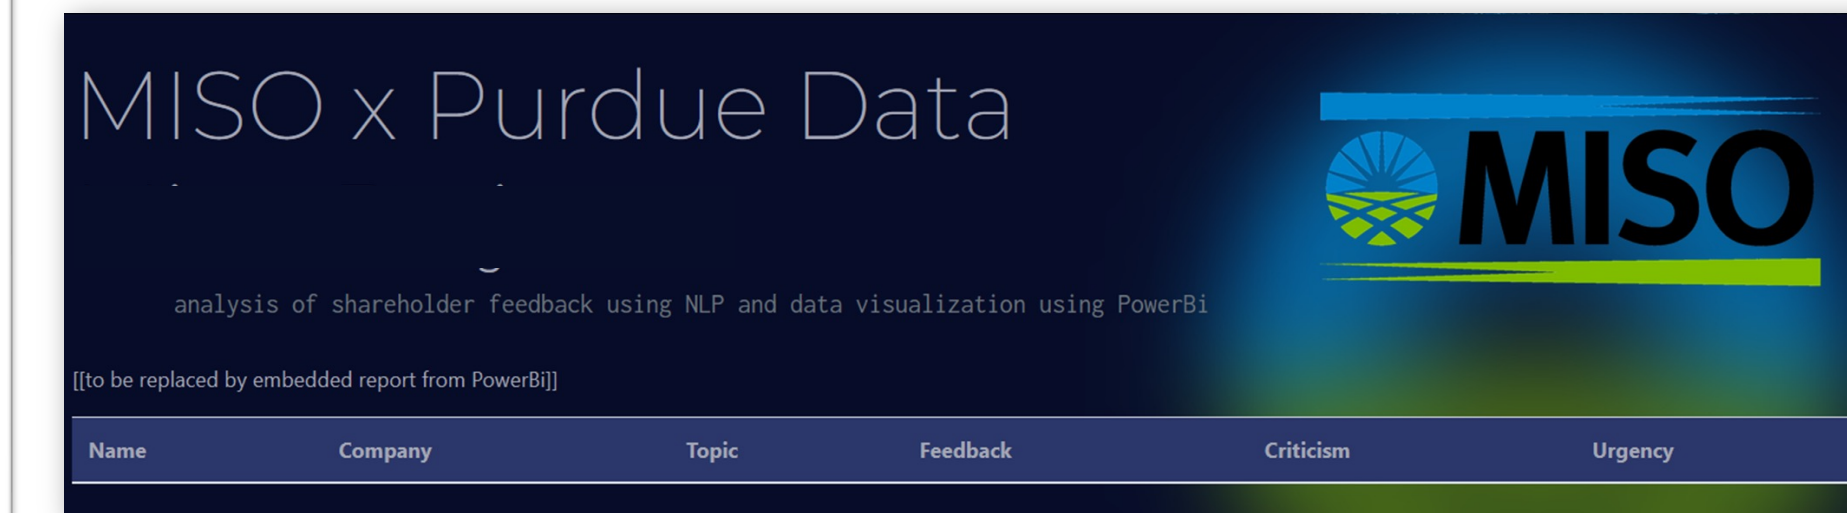 MISO x Purdue Data
MISO
analysis of shareholder feedback using NLP and data visualization using PowerBi
[[to be replaced by embedded report from PowerBi]]
Name Company Topic Feedback Criticism Urgency